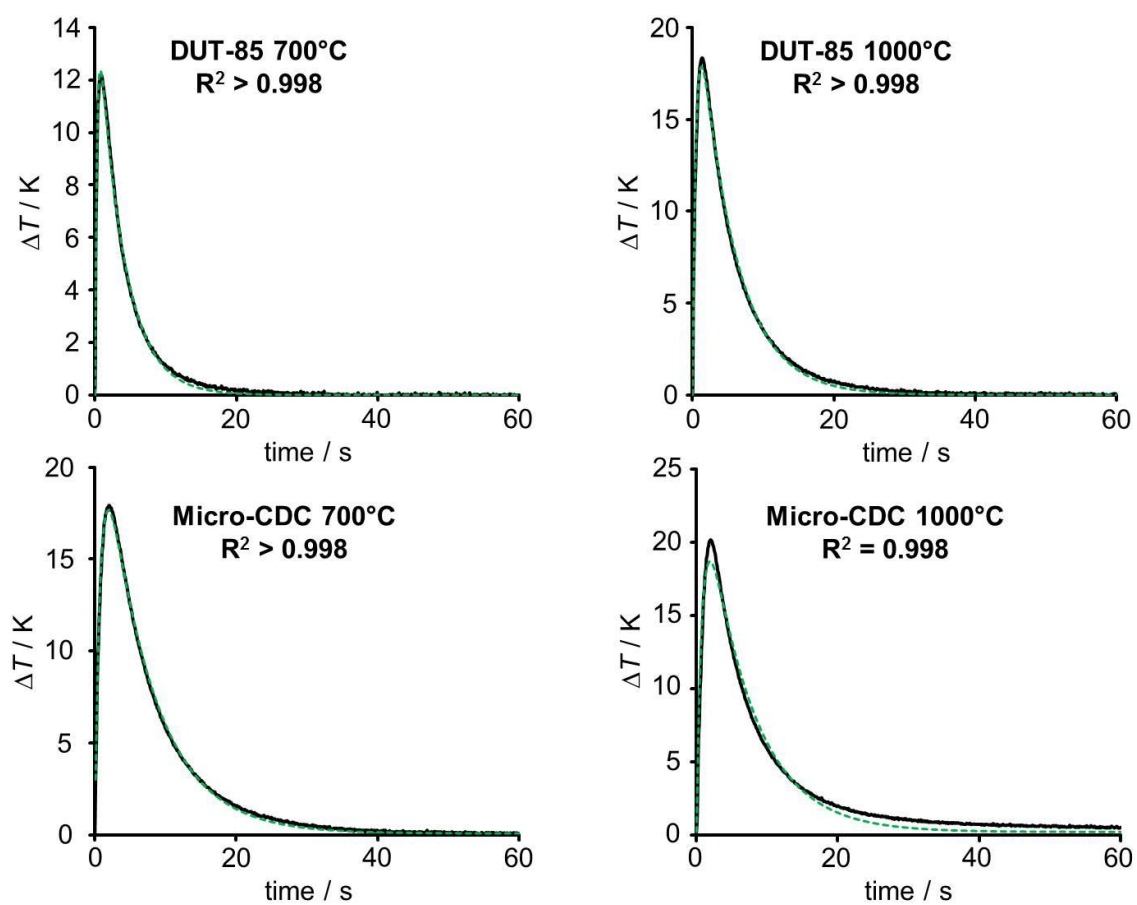 DUT-85 700°C
R² > 0.998
14
12
10
8
6
4
2
0
ΔT / K
0 20 40 60
time / s
DUT-85 1000°C
R² > 0.998
20
15
10
5
0
ΔT / K
0 20 40 60
time / s
Micro-CDC 700°C
R² > 0.998
20
15
10
5
0
ΔT / K
0 20 40 60
time / s
Micro-CDC 1000°C
R² = 0.998
25
20
15
10
5
0
ΔT / K
0 20 40 60
time / s